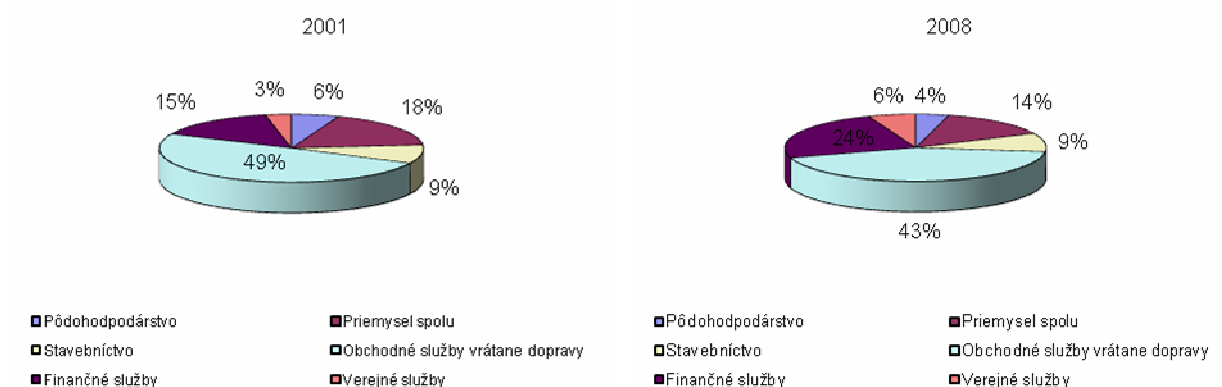 2001
3%
6%
15%
18%
49%
9%
Pôdohodpodárstvo
Priemysel spolu
Stavebníctvo
Obchodné služby vrátane dopravy
Finančné služby
Verejné služby
2008
6%
4%
14%
24%
9%
43%
Pôdohodpodárstvo
Priemysel spolu
Stavebníctvo
Obchodné služby vrátane dopravy
Finančné služby
Verejné služby